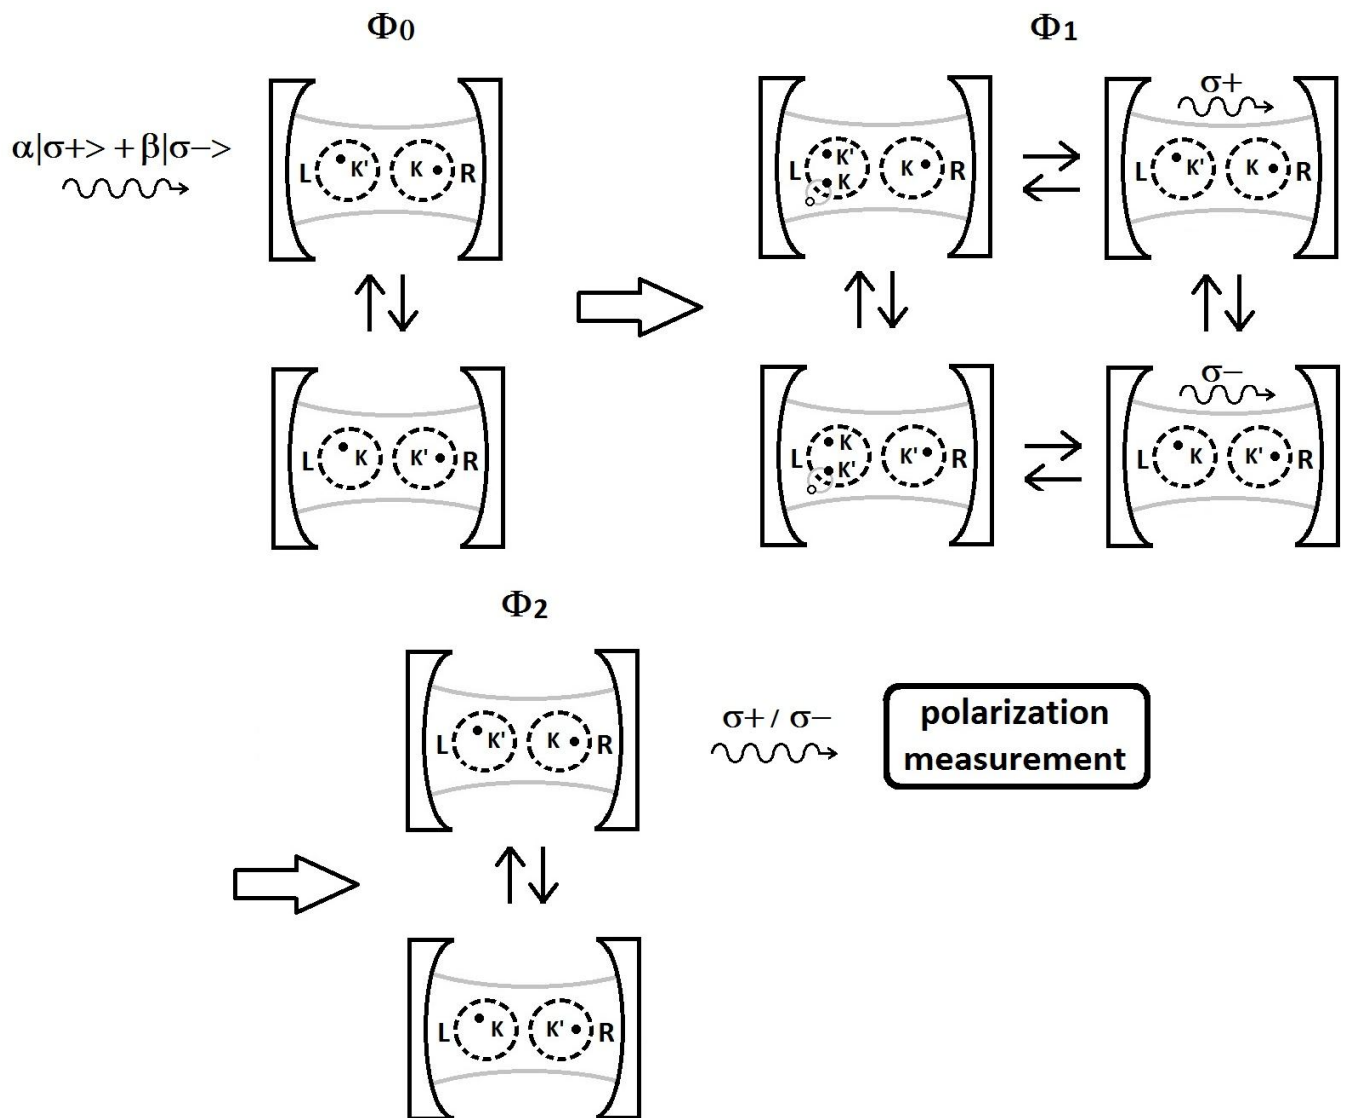 Φ0
Φ1
α|σ+> + β|σ−>
L K' K R
L K' K K R
σ+
L K' K R
L K K' R
L K K' K' R
σ−
L K K' R
Φ2
L K' K R
σ+ / σ−
polarization
measurement
L K K' R